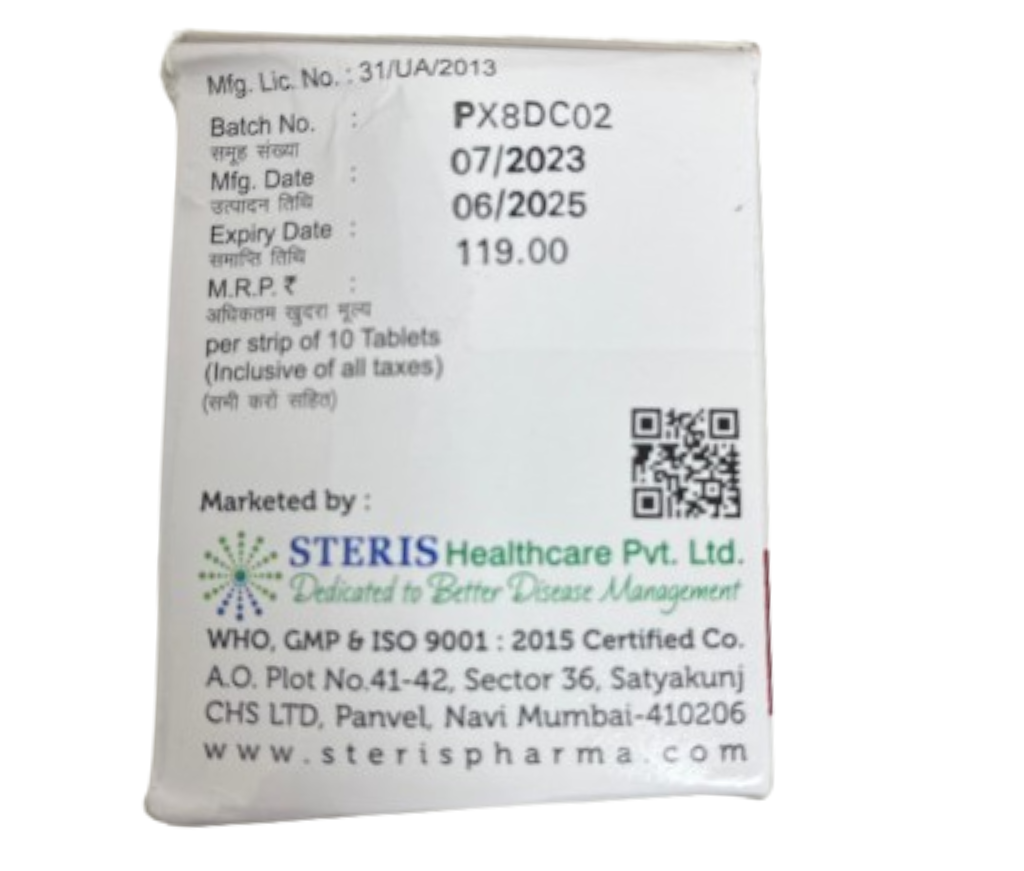 Mfg. Lic. No. : 31/UA/2013
Batch No. : PX8DC02
समूह संख्या
Mfg. Date : 07/2023
उत्पादन तिथि
Expiry Date : 06/2025
समाप्ति तिथि
M.R.P. ₹ : 119.00
अधिकतम खुदरा मूल्य
per strip of 10 Tablets
(Inclusive of all taxes)
(सभी करों सहित)
Marketed by :
STERIS Healthcare Pvt. Ltd.
Dedicated to Better Disease Management
WHO, GMP & ISO 9001 : 2015 Certified Co.
A.O. Plot No.41-42, Sector 36, Satyakunj
CHS LTD, Panvel, Navi Mumbai-410206
www.sterispharma.com